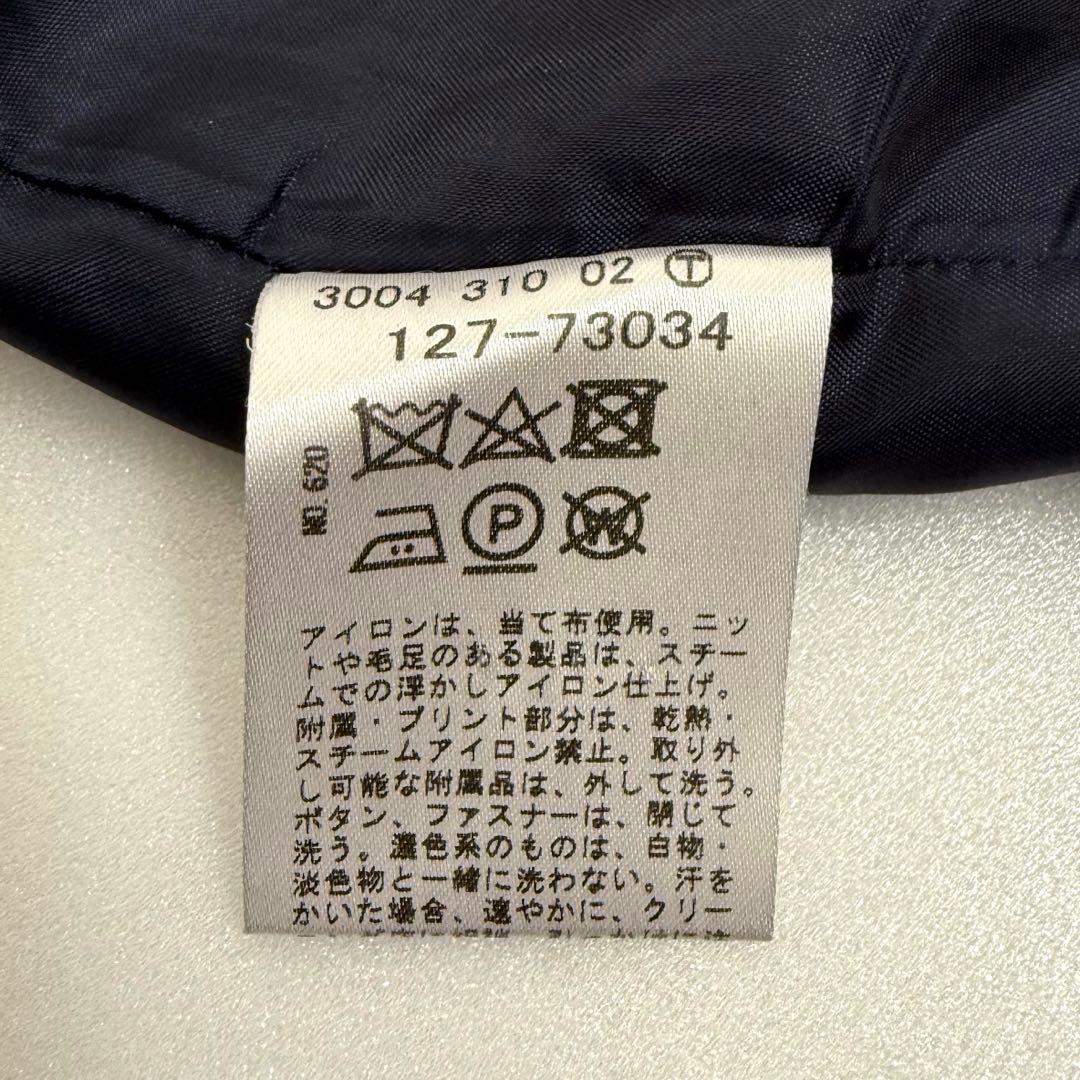 3004 310 02 Ⓣ
127-73034
NO. 620
P
W
アイロンは、当て布使用。ニッ
トや毛足のある製品は、スチー
ムでの浮かしアイロン仕上げ。
附属・プリント部分は、乾熱・
スチームアイロン禁止。取り外
し可能な附属品は、外して洗う。
ボタン、ファスナーは、閉じて
洗う。濃色系のものは、白物・
淡色物と一緒に洗わない。汗を
かいた場合、速やかに、クリー